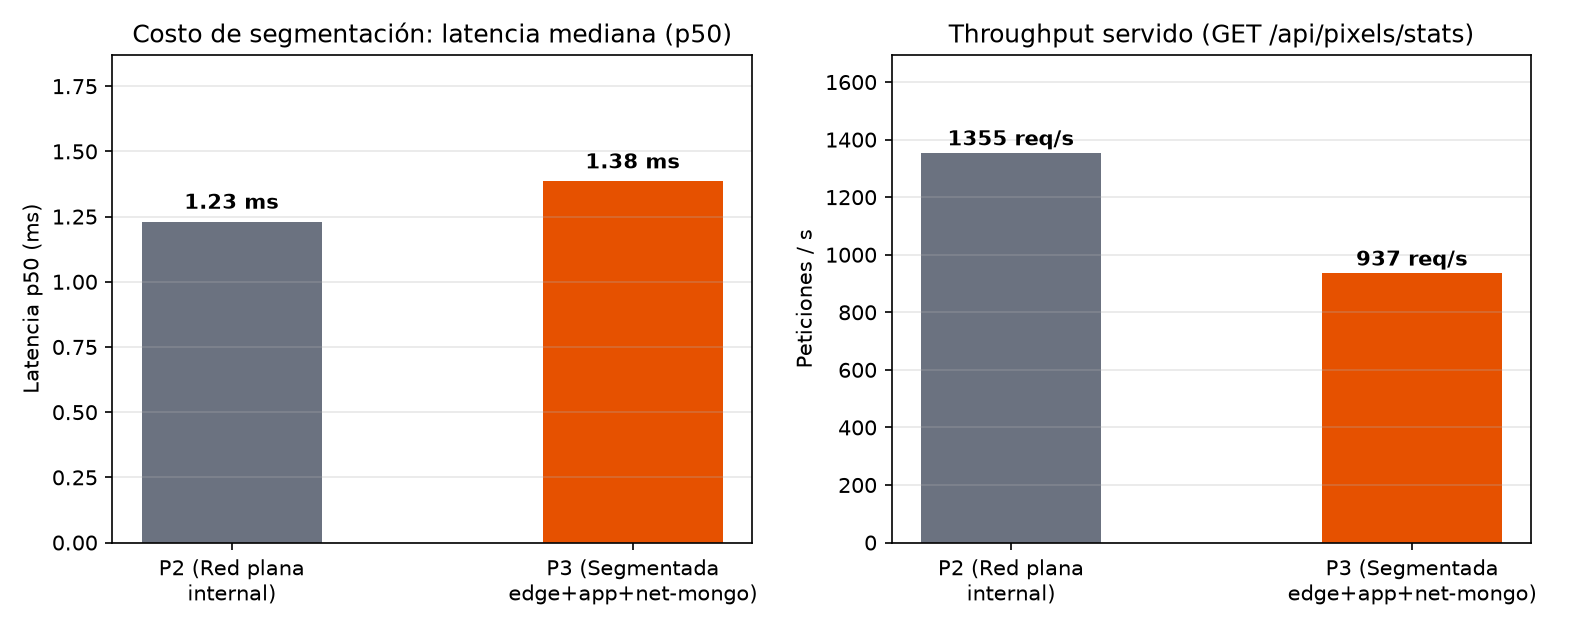 Costo de segmentación: latencia mediana (p50)
Latencia p50 (ms)
1.75
1.50
1.25
1.00
0.75
0.50
0.25
0.00
1.23 ms
1.38 ms
P2 (Red plana
internal)
P3 (Segmentada
edge+app+net-mongo)
Throughput servido (GET /api/pixels/stats)
Peticiones / s
1600
1400
1200
1000
800
600
400
200
0
1355 req/s
937 req/s
P2 (Red plana
internal)
P3 (Segmentada
edge+app+net-mongo)